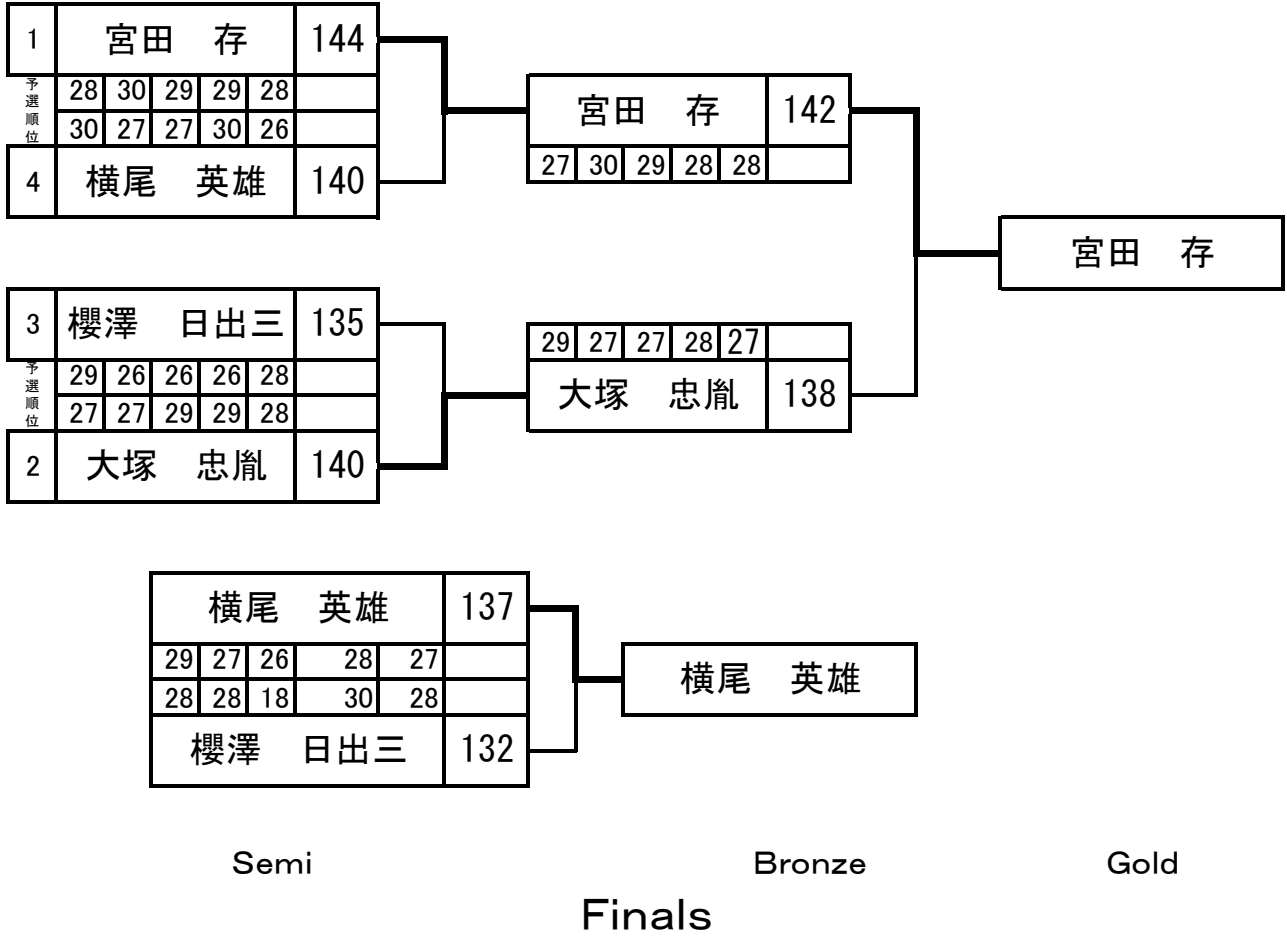 1 宮田 存 144
予選順位
28 30 29 29 28
30 27 27 30 26
4 横尾 英雄 140
宮田 存 142
27 30 29 28 28
宮田 存
3 櫻澤 日出三 135
予選順位
29 26 26 26 28
27 27 29 29 28
2 大塚 忠胤 140
29 27 27 28 27
大塚 忠胤 138
横尾 英雄 137
29 27 26 28 27
28 28 18 30 28
櫻澤 日出三 132
横尾 英雄
Semi Bronze Gold
Finals